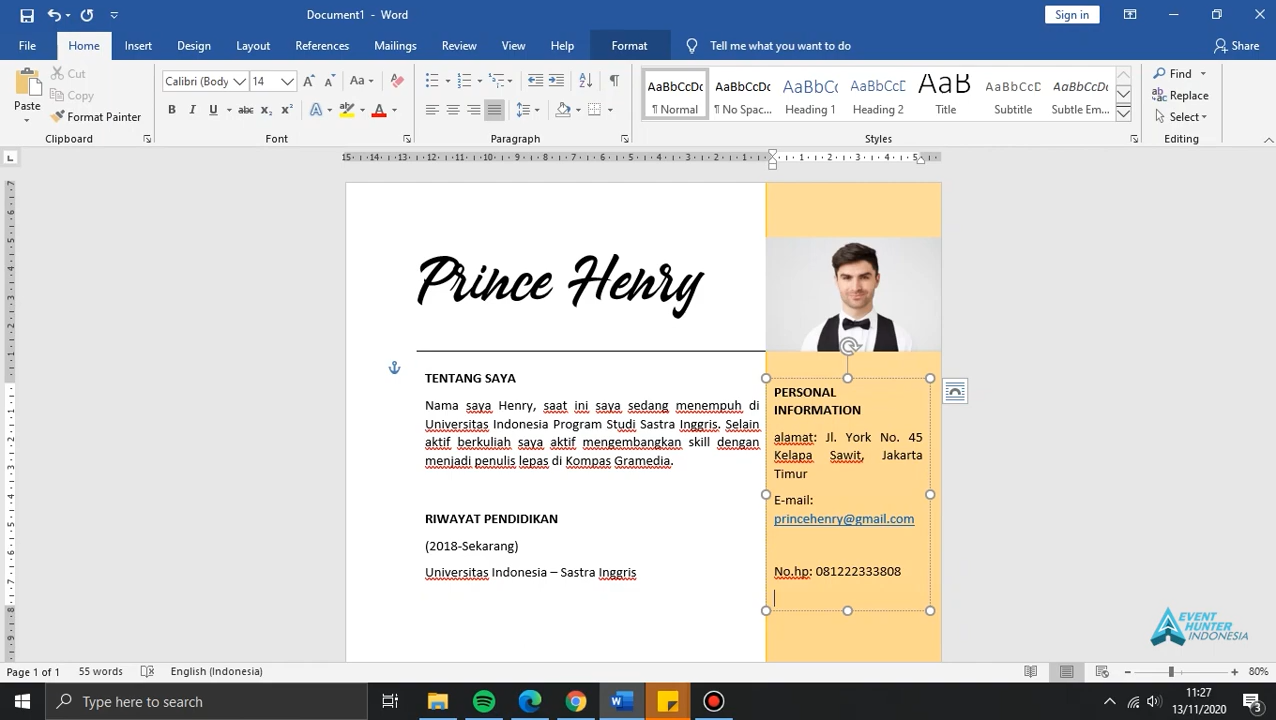 Document1 - Word
Sign in
File
Home
Insert
Design
Layout
References
Mailings
Review
View
Help
Format
Tell me what you want to do
Share
Paste
Cut
Copy
Format Painter
Clipboard
Calibri (Body
14
Font
Paragraph
AaBbCcDc
¶ Normal
AaBbCcDc
¶ No Spac...
AaBbCcDc
Heading 1
AaBbCcD
Heading 2
AaB
Title
AaBbCcDc
Subtitle
AaBbCcDc
Subtle Em...
Styles
Find
Replace
Select
Editing
Prince Henry
TENTANG SAYA
Nama saya Henry, saat ini saya sedang menempuh di
Universitas Indonesia Program Studi Sastra Inggris. Selain
aktif berkuliah saya aktif mengembangkan skill dengan
menjadi penulis lepas di Kompas Gramedia.
RIWAYAT PENDIDIKAN
(2018-Sekarang)
Universitas Indonesia – Sastra Inggris
PERSONAL
INFORMATION
alamat: Jl. York No. 45
Kelapa Sawit, Jakarta
Timur
E-mail:
princehenry@gmail.com
No.hp: 081222333808
EVENT
HUNTER
INDONESIA
Page 1 of 1
55 words
English (Indonesia)
80%
Type here to search
11:27
13/11/2020
3